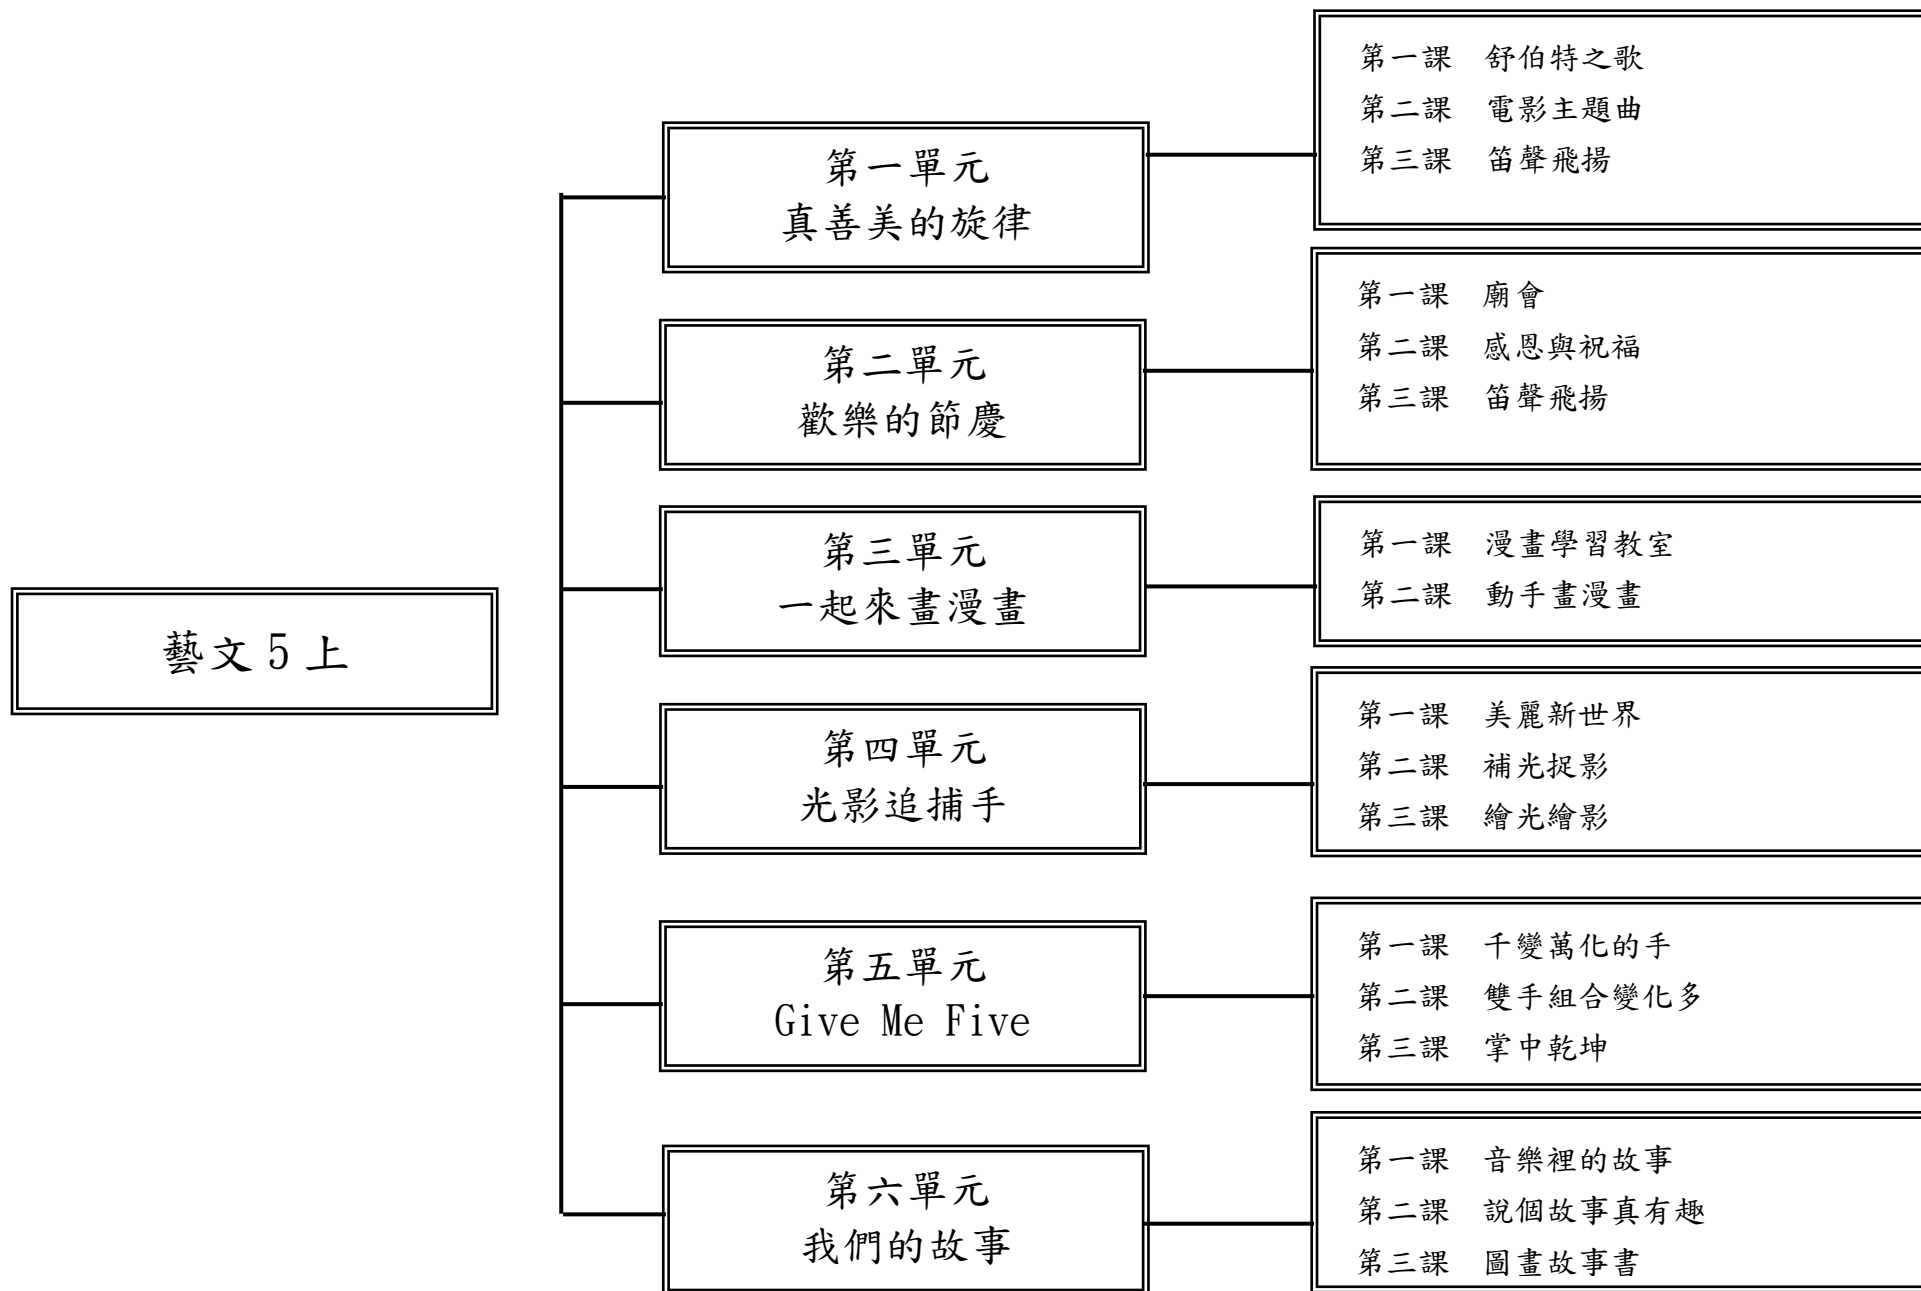 藝文 5 上
第一單元
真善美的旋律
第一課 舒伯特之歌
第二課 電影主題曲
第三課 笛聲飛揚
第二單元
歡樂的節慶
第一課 廟會
第二課 感恩與祝福
第三課 笛聲飛揚
第三單元
一起來畫漫畫
第一課 漫畫學習教室
第二課 動手畫漫畫
第四單元
光影追捕手
第一課 美麗新世界
第二課 補光捉影
第三課 繪光繪影
第五單元
Give Me Five
第一課 千變萬化的手
第二課 雙手組合變化多
第三課 掌中乾坤
第六單元
我們的故事
第一課 音樂裡的故事
第二課 說個故事真有趣
第三課 圖畫故事書